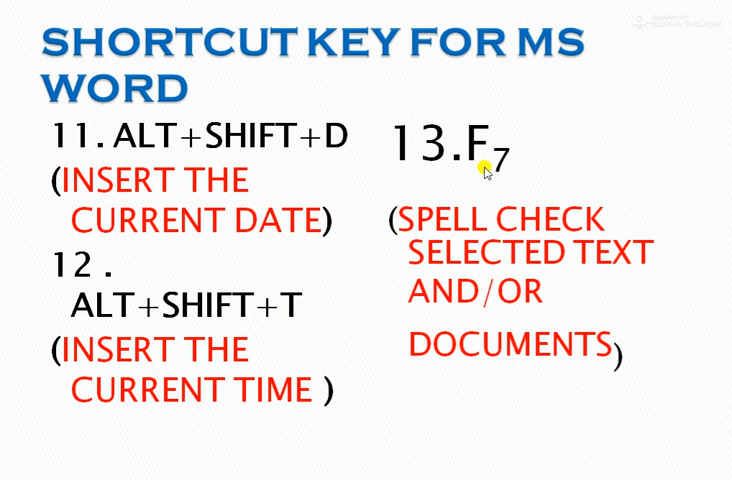 SHORTCUT KEY FOR MS
WORD
11. ALT+SHIFT+D
(INSERT THE
CURRENT DATE)
12 .
ALT+SHIFT+T
(INSERT THE
CURRENT TIME )
13.F7
(SPELL CHECK
SELECTED TEXT
AND/OR
DOCUMENTS)